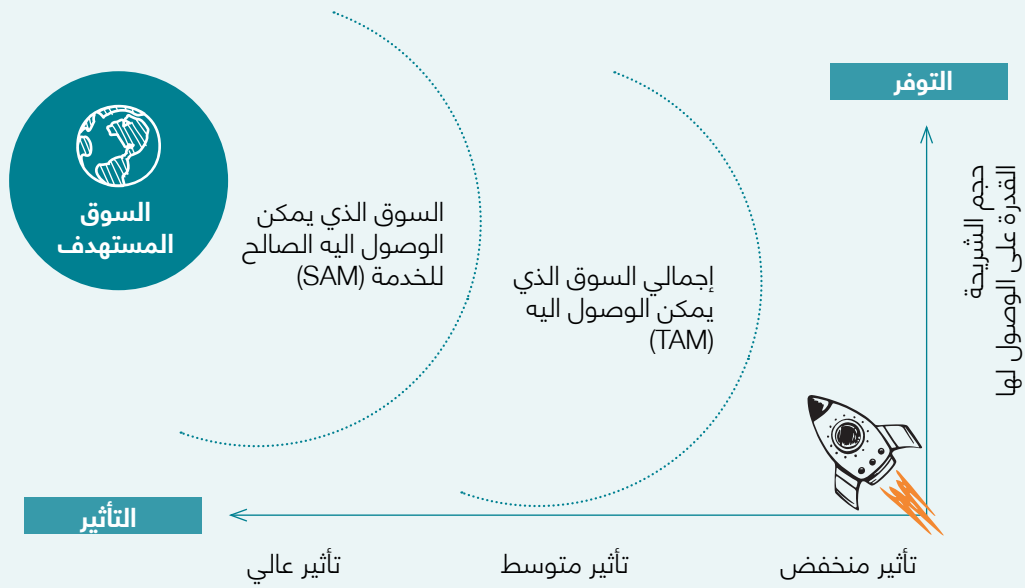 التوفر
حجم الشريحة
القدرة على الوصول لها
إجمالي السوق الذي
يمكن الوصول اليه
(TAM)
السوق الذي يمكن
الوصول اليه الصالح
للخدمة (SAM)
السوق
المستهدف
التأثير
تأثير منخفض
تأثير متوسط
تأثير عالي